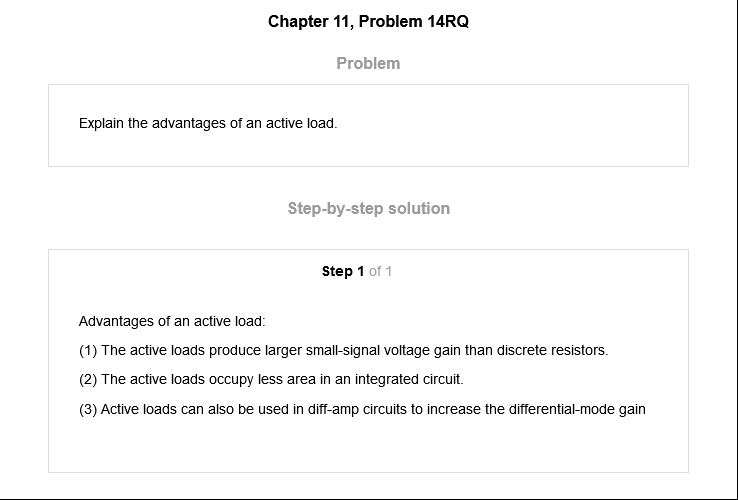 Chapter 11, Problem 14RQ
Problem
Explain the advantages of an active load.
Step-by-step solution
Step 1 of 1
Advantages of an active load:
(1) The active loads produce larger small-signal voltage gain than discrete resistors.
(2) The active loads occupy less area in an integrated circuit.
(3) Active loads can also be used in diff-amp circuits to increase the differential-mode gain